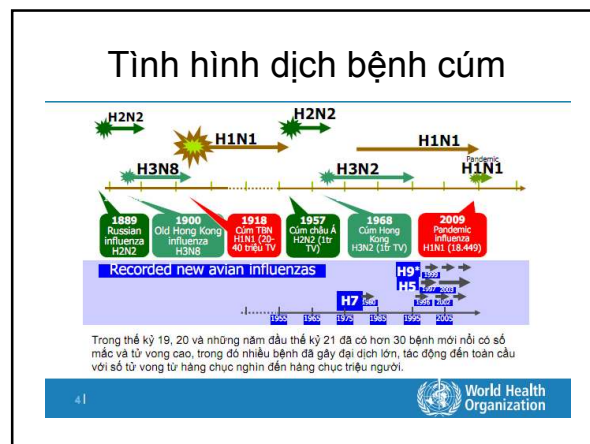 Tình hình dịch bệnh cúm
H2N2
H2N2
H1N1
H1N1
Pandemic
H1N1
H3N8
H3N2
1889
Russian
influenza
H2N2
1900
Old Hong Kong
influenza
H3N8
1918
Cúm TBN
H1N1 (20-
40 triệu TV
1957
Cúm châu Á
H2N2 (1tr
TV)
1968
Cúm Hong
Kong
H3N2 (1tr TV)
2009
Pandemic
influenza
H1N1 (18.449)
Recorded new avian influenzas
H9*
1999
H5
1997 2003
H7
1980
1996 2002
1955 1965 1975 1985 1995 2005
Trong thế kỷ 19, 20 và những năm đầu thế kỷ 21 đã có hơn 30 bệnh mới nổi có số
mắc và tử vong cao, trong đó nhiều bệnh đã gây đại dịch lớn, tác động đến toàn cầu
với số tử vong từ hàng chục nghìn đến hàng chục triệu người.
4|
World Health
Organization